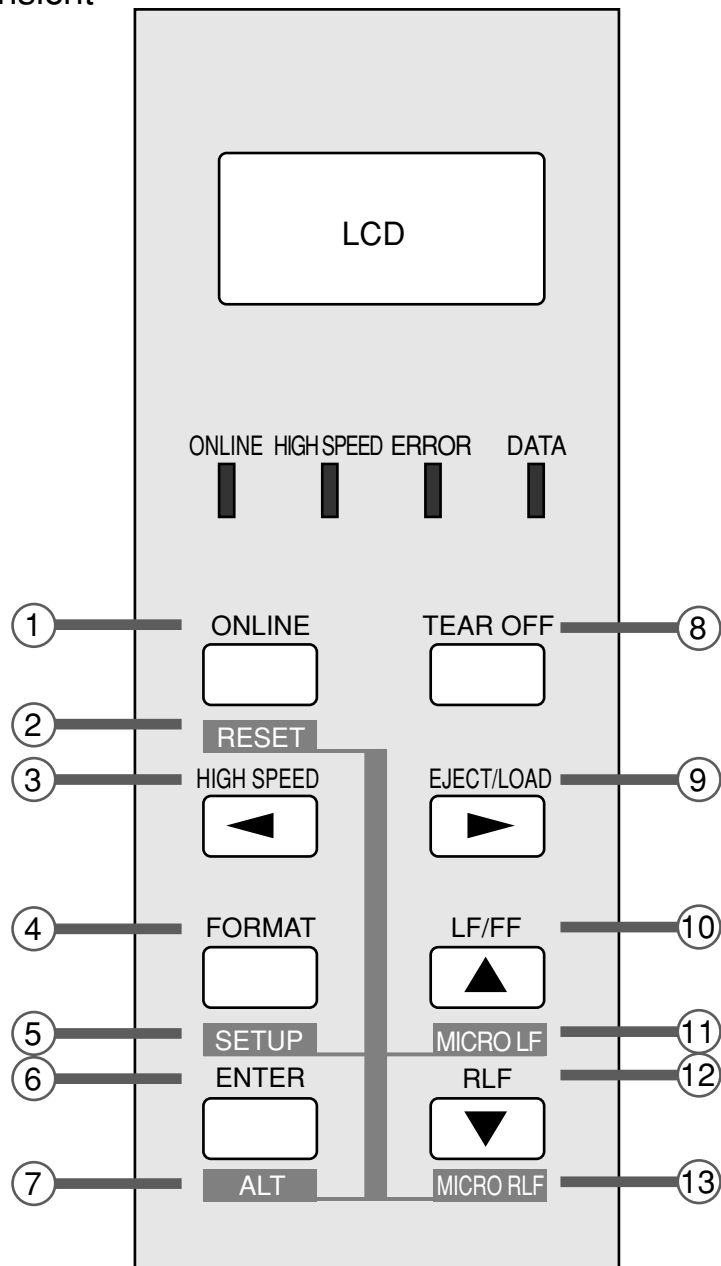 LCD
ONLINE HIGH SPEED ERROR DATA
1 ONLINE TEAR OFF 8
2 RESET
3 HIGH SPEED EJECT/LOAD 9
4 FORMAT LF/FF 10
5 SETUP MICRO LF 11
6 ENTER RLF 12
7 ALT MICRO RLF 13